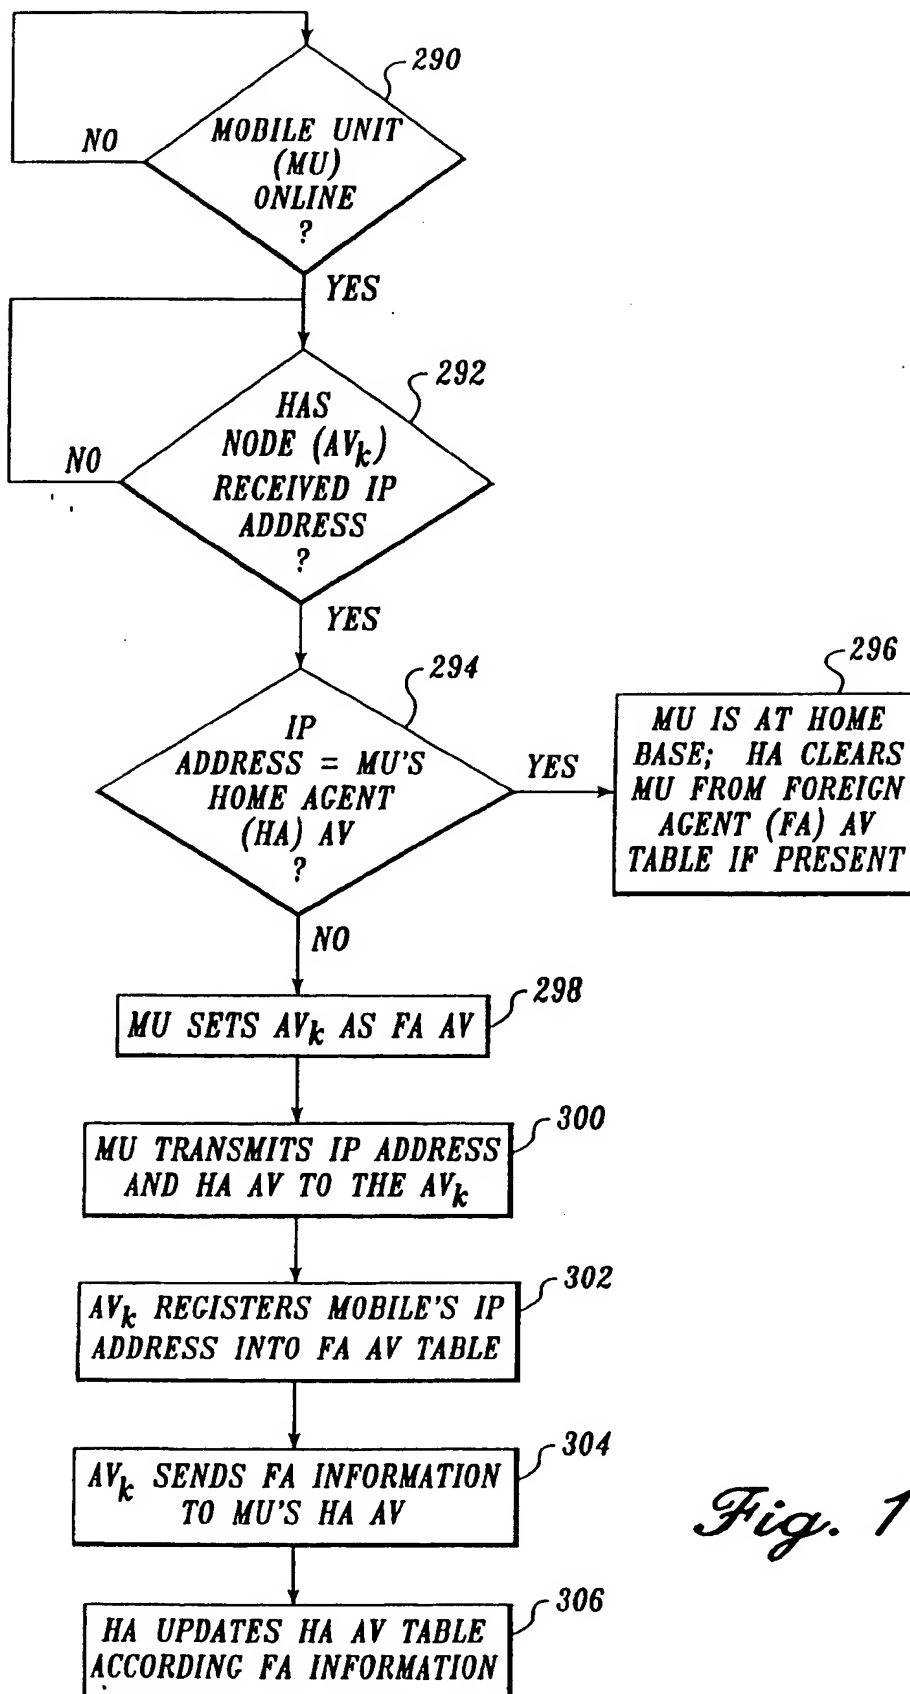 290
MOBILE UNIT
(MU)
ONLINE
?
NO
YES
292
HAS
NODE (AVk)
RECEIVED IP
ADDRESS
?
NO
YES
294
IP
ADDRESS = MU'S
HOME AGENT
(HA) AV
?
YES
296
MU IS AT HOME
BASE; HA CLEARS
MU FROM FOREIGN
AGENT (FA) AV
TABLE IF PRESENT
NO
298
MU SETS AVk AS FA AV
300
MU TRANSMITS IP ADDRESS
AND HA AV TO THE AVk
302
AVk REGISTERS MOBILE'S IP
ADDRESS INTO FA AV TABLE
304
AVk SENDS FA INFORMATION
TO MU'S HA AV
306
HA UPDATES HA AV TABLE
ACCORDING FA INFORMATION
Fig. 1